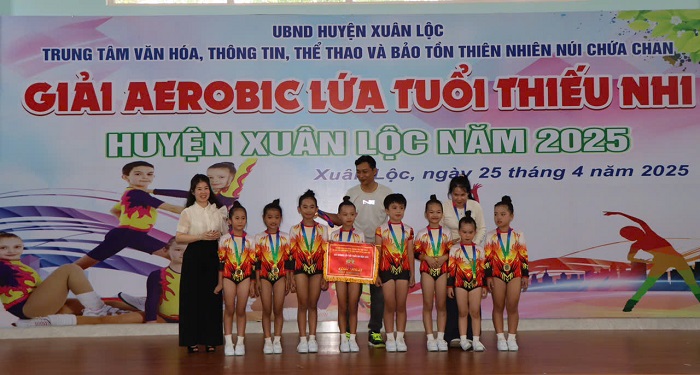 UBND HUYỆN XUÂN LỘC
TRUNG TÂM VĂN HÓA, THÔNG TIN, THỂ THAO VÀ BẢO TỒN THIÊN NHIÊN NÚI CHỨA CHAN
GIẢI AEROBIC LỨA TUỔI THIẾU NHI
HUYỆN XUÂN LỘC NĂM 2025
Xuân Lộc, ngày 25 tháng 4 năm 2025